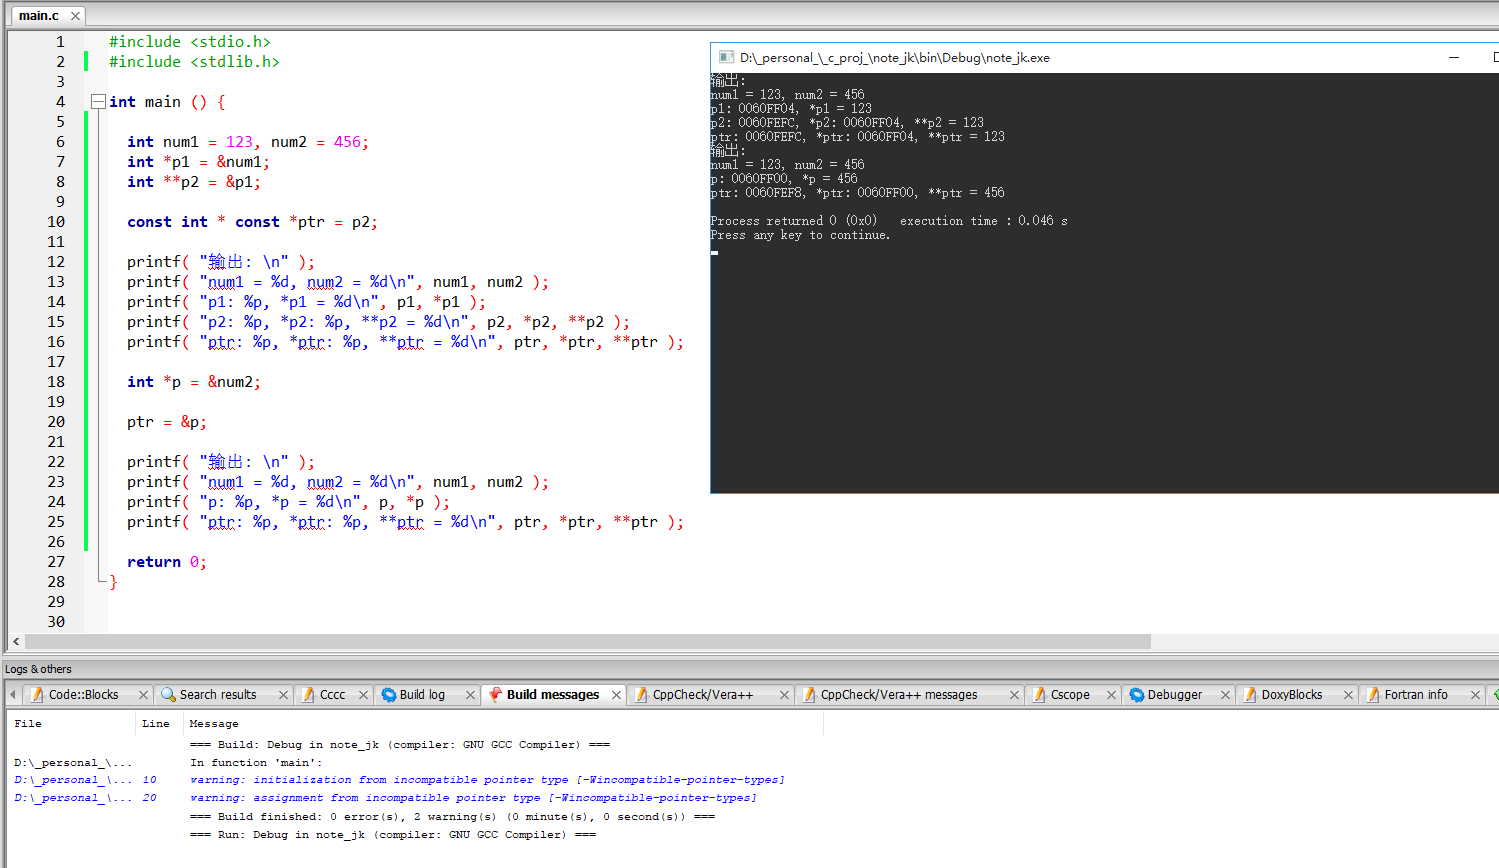 main.c
1 #include <stdio.h>
2 #include <stdlib.h>
3
4 int main () {
5
6 int num1 = 123, num2 = 456;
7 int *p1 = &num1;
8 int **p2 = &p1;
9
10 const int * const *ptr = p2;
11
12 printf( "输出: \n" );
13 printf( "num1 = %d, num2 = %d\n", num1, num2 );
14 printf( "p1: %p, *p1 = %d\n", p1, *p1 );
15 printf( "p2: %p, *p2: %p, **p2 = %d\n", p2, *p2, **p2 );
16 printf( "ptr: %p, *ptr: %p, **ptr = %d\n", ptr, *ptr, **ptr );
17
18 int *p = &num2;
19
20 ptr = &p;
21
22 printf( "输出: \n" );
23 printf( "num1 = %d, num2 = %d\n", num1, num2 );
24 printf( "p: %p, *p = %d\n", p, *p );
25 printf( "ptr: %p, *ptr: %p, **ptr = %d\n", ptr, *ptr, **ptr );
26
27 return 0;
28 }
29
30
D:\_personal_\_c_proj_\note_jk\bin\Debug\note_jk.exe
输出:
num1 = 123, num2 = 456
p1: 0060FF04, *p1 = 123
p2: 0060FEFC, *p2: 0060FF04, **p2 = 123
ptr: 0060FEFC, *ptr: 0060FF04, **ptr = 123
输出:
num1 = 123, num2 = 456
p: 0060FF00, *p = 456
ptr: 0060FEF8, *ptr: 0060FF00, **ptr = 456
Process returned 0 (0x0) execution time : 0.046 s
Press any key to continue.
Logs & others
Code::Blocks Search results Cccc Build log Build messages CppCheck/Vera++ CppCheck/Vera++ messages Cscope Debugger DoxyBlocks Fortran info
File Line Message
=== Build: Debug in note_jk (compiler: GNU GCC Compiler) ===
D:\_personal_\... In function 'main':
D:\_personal_\... 10 warning: initialization from incompatible pointer type [-Wincompatible-pointer-types]
D:\_personal_\... 20 warning: assignment from incompatible pointer type [-Wincompatible-pointer-types]
=== Build finished: 0 error(s), 2 warning(s) (0 minute(s), 0 second(s)) ===
=== Run: Debug in note_jk (compiler: GNU GCC Compiler) ===